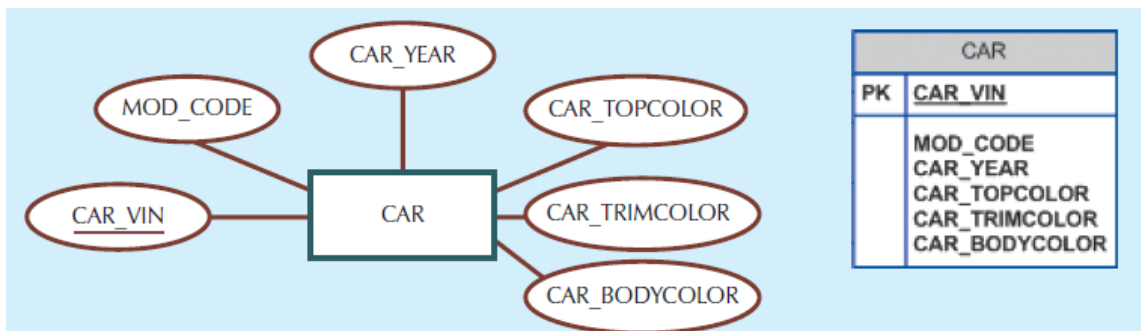 CAR_YEAR
MOD_CODE
CAR_TOPCOLOR
CAR_VIN
CAR
CAR_TRIMCOLOR
CAR_BODYCOLOR
CAR
PK CAR_VIN
MOD_CODE
CAR_YEAR
CAR_TOPCOLOR
CAR_TRIMCOLOR
CAR_BODYCOLOR